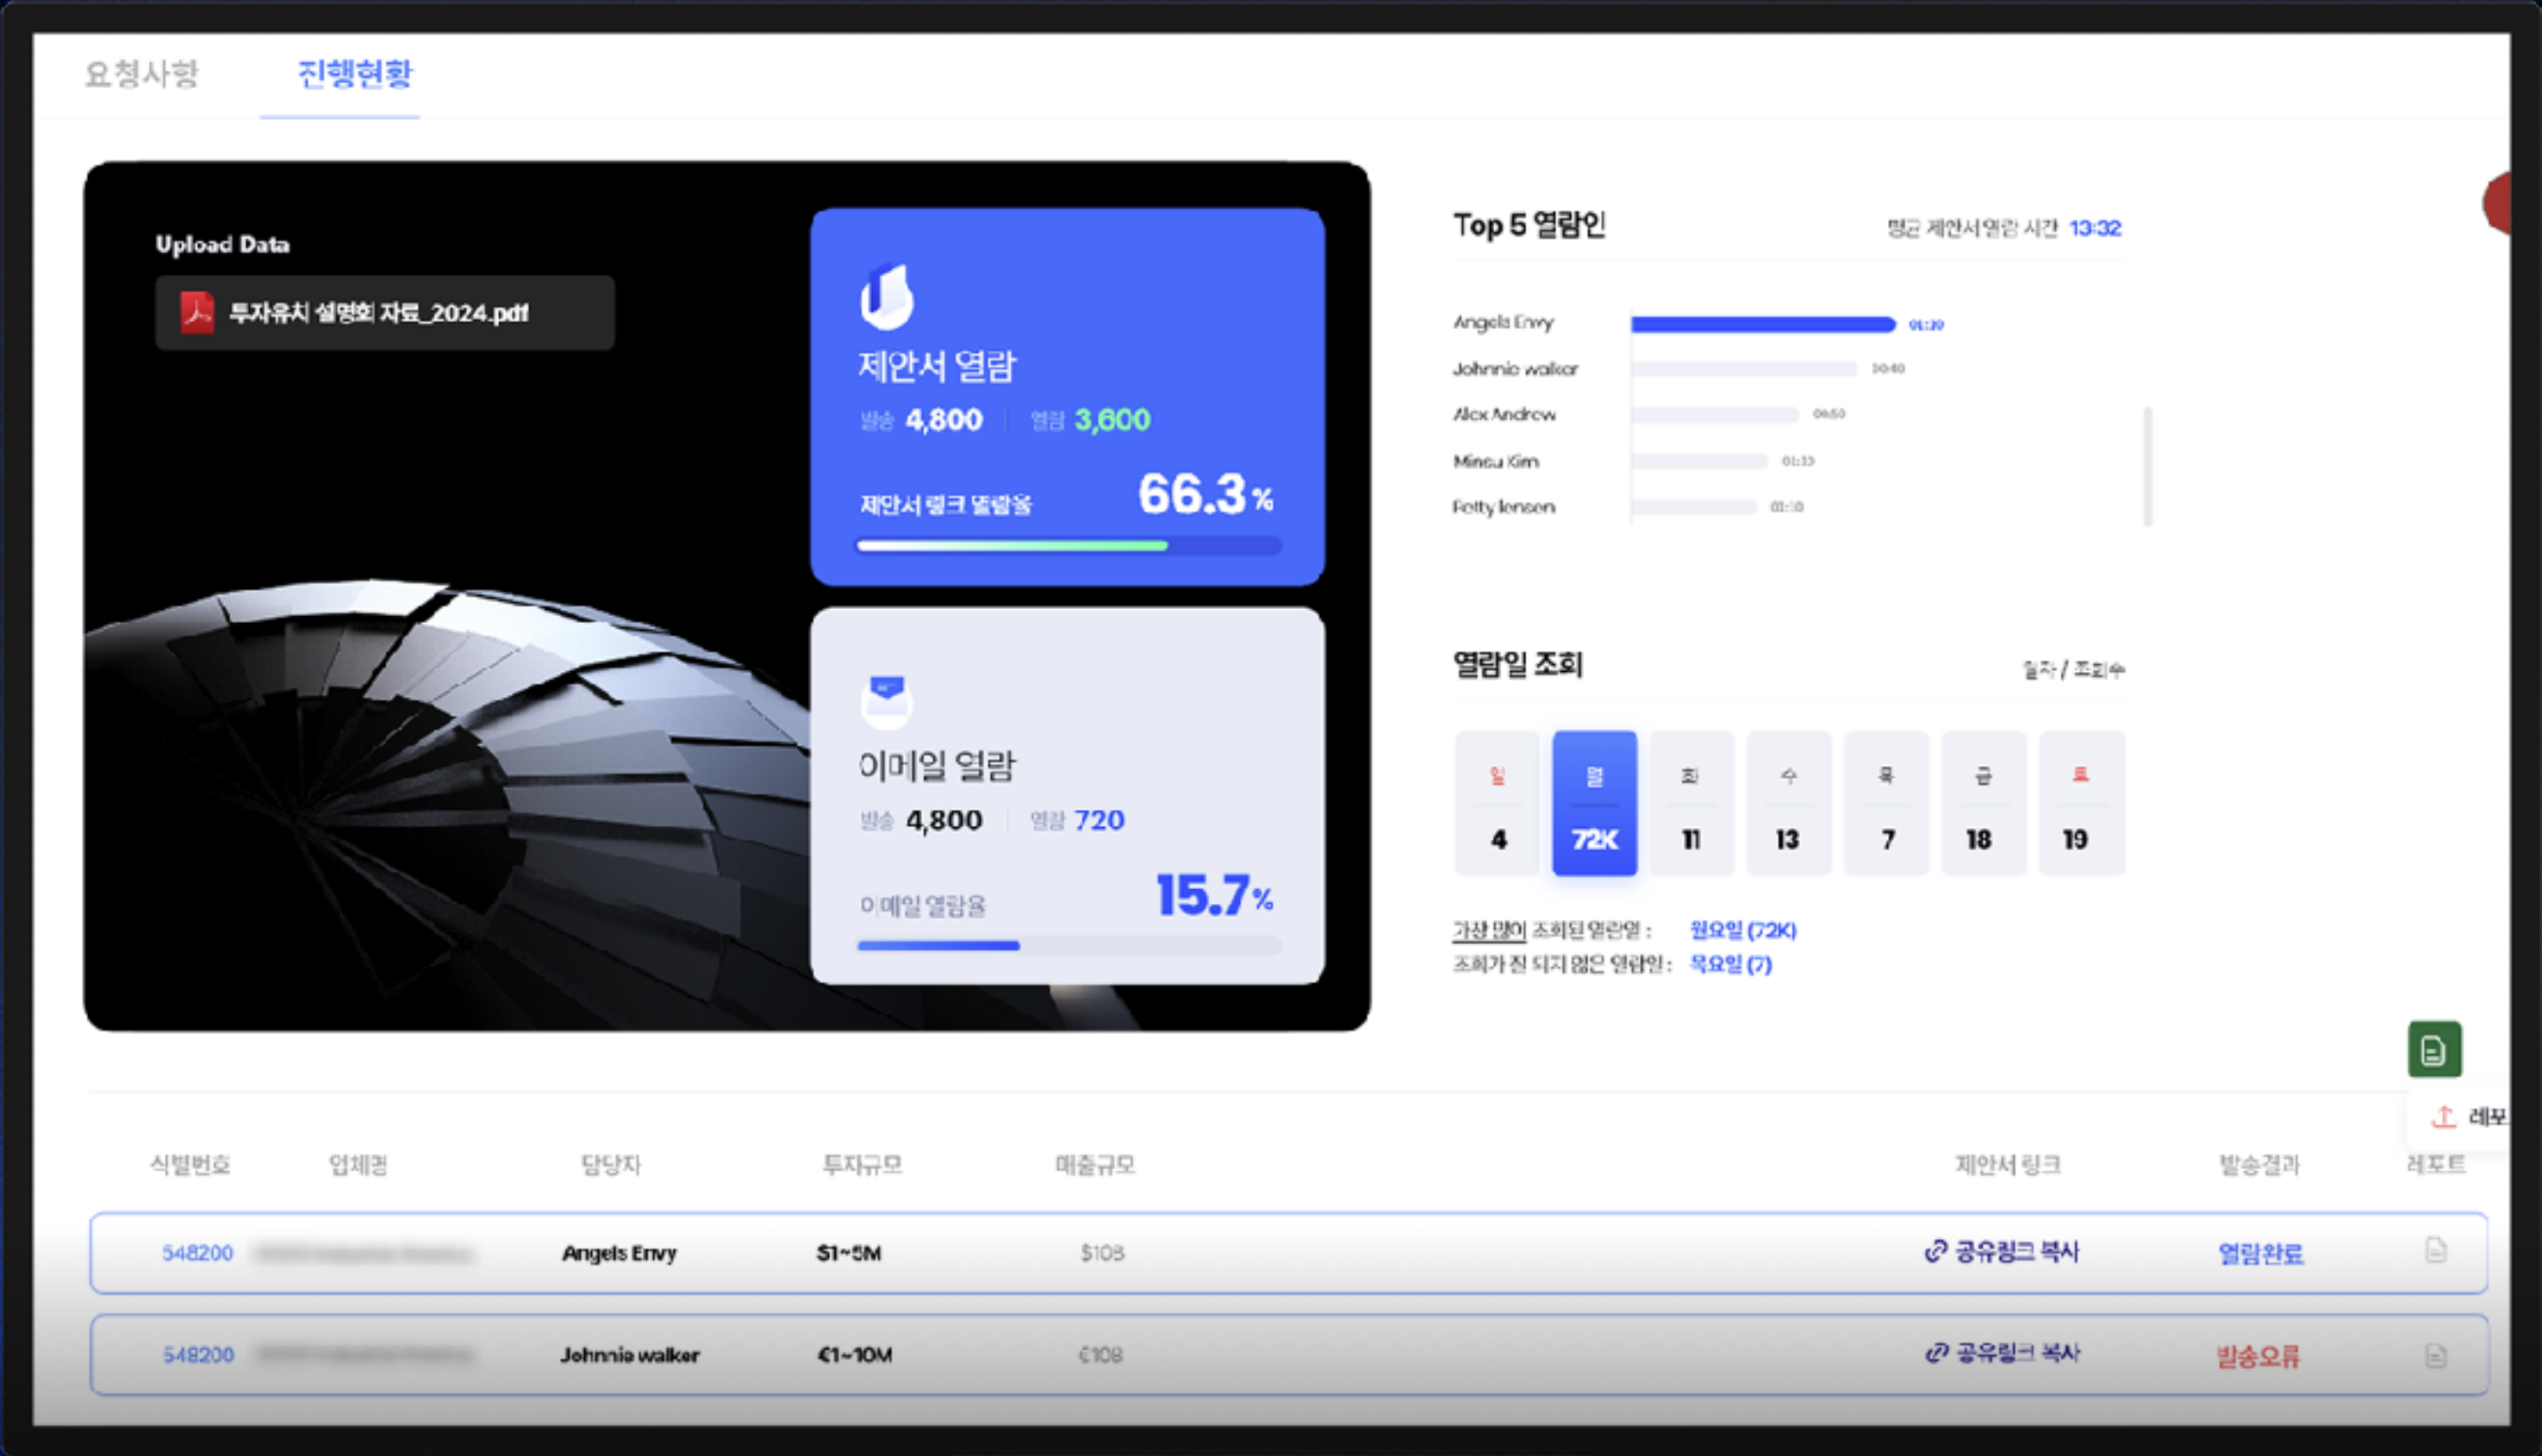 요청사항 진행현황
Upload Data
투자유치 설명회 자료_2024.pdf
제안서 열람
발송 4,800 열람 3,600
제안서 링크 열람율 66.3%
이메일 열람
발송 4,800 열람 720
이메일 열람율 15.7%
Top 5 열람인 평균 제안서 열람 시간 13:32
Angels Envy
Johnnie walker
Alex Andrew
Minsu Kim
열람일 조회 일자 / 조회수
일 월 화 수 목 금 토
4 72K 11 13 7 18 19
가장 많이 조회된 열람일 : 월요일 (72K)
조회가 잘 되지 않은 열람일 : 목요일 (7)
레포
식별번호 업체명 담당자 투자규모 매출규모 제안서 링크 발송결과 레포트
548200 Angels Envy $1~5M $10B 공유링크 복사 열람완료
548200 Johnnie walker €1~10M €10B 공유링크 복사 발송오류